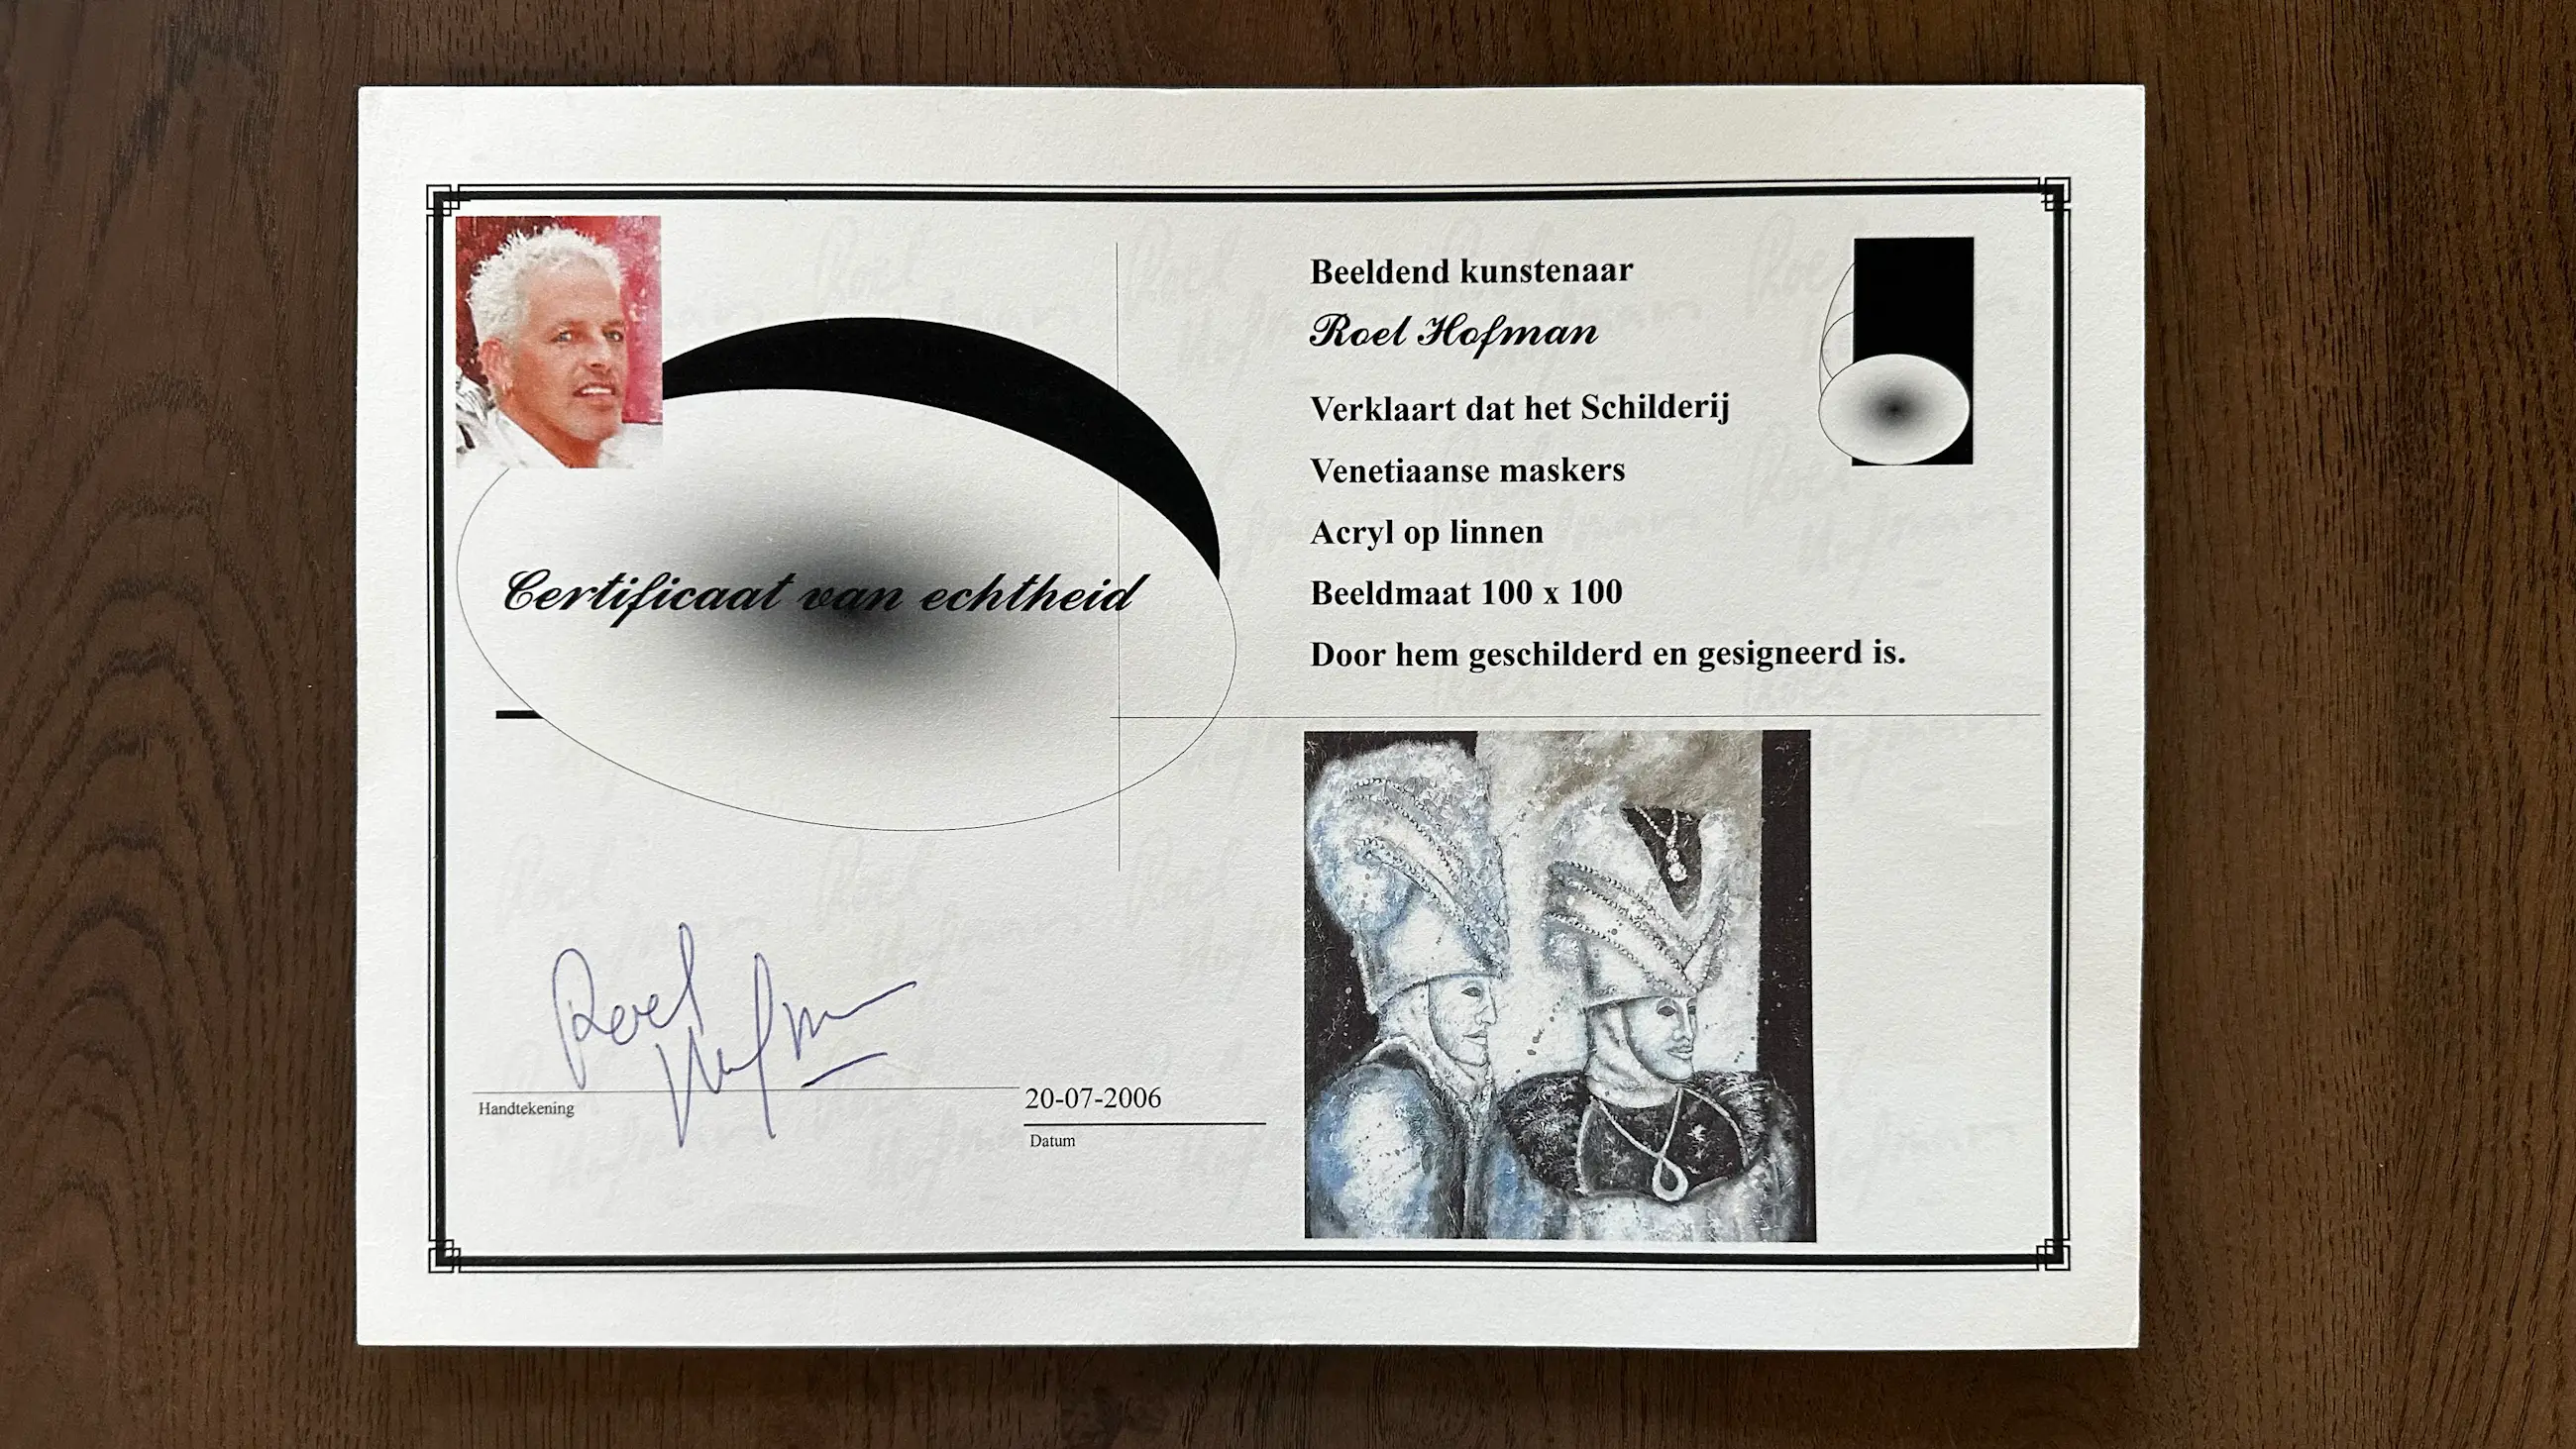 Certificaat van echtheid
Beeldend kunstenaar
Roel Hofman
Verklaart dat het Schilderij
Venetiaanse maskers
Acryl op linnen
Beeldmaat 100 x 100
Door hem geschilderd en gesigneerd is.
Roel
Hofman
Handtekening
20-07-2006
Datum